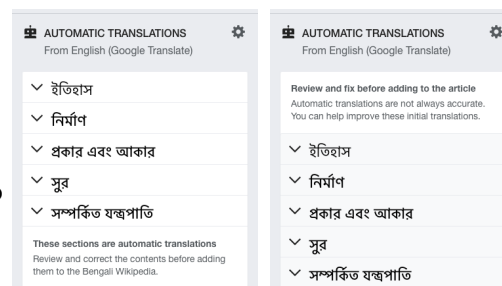 AUTOMATIC TRANSLATIONS
From English (Google Translate)
ইতিহাস
নির্মাণ
প্রকার এবং আকার
সুর
সম্পর্কিত যন্ত্রপাতি
These sections are automatic translations
Review and correct the contents before adding
them to the Bengali Wikipedia.
AUTOMATIC TRANSLATIONS
From English (Google Translate)
Review and fix before adding to the article
Automatic translations are not always accurate.
You can help improve these initial translations.
ইতিহাস
নির্মাণ
প্রকার এবং আকার
সুর
সম্পর্কিত যন্ত্রপাতি